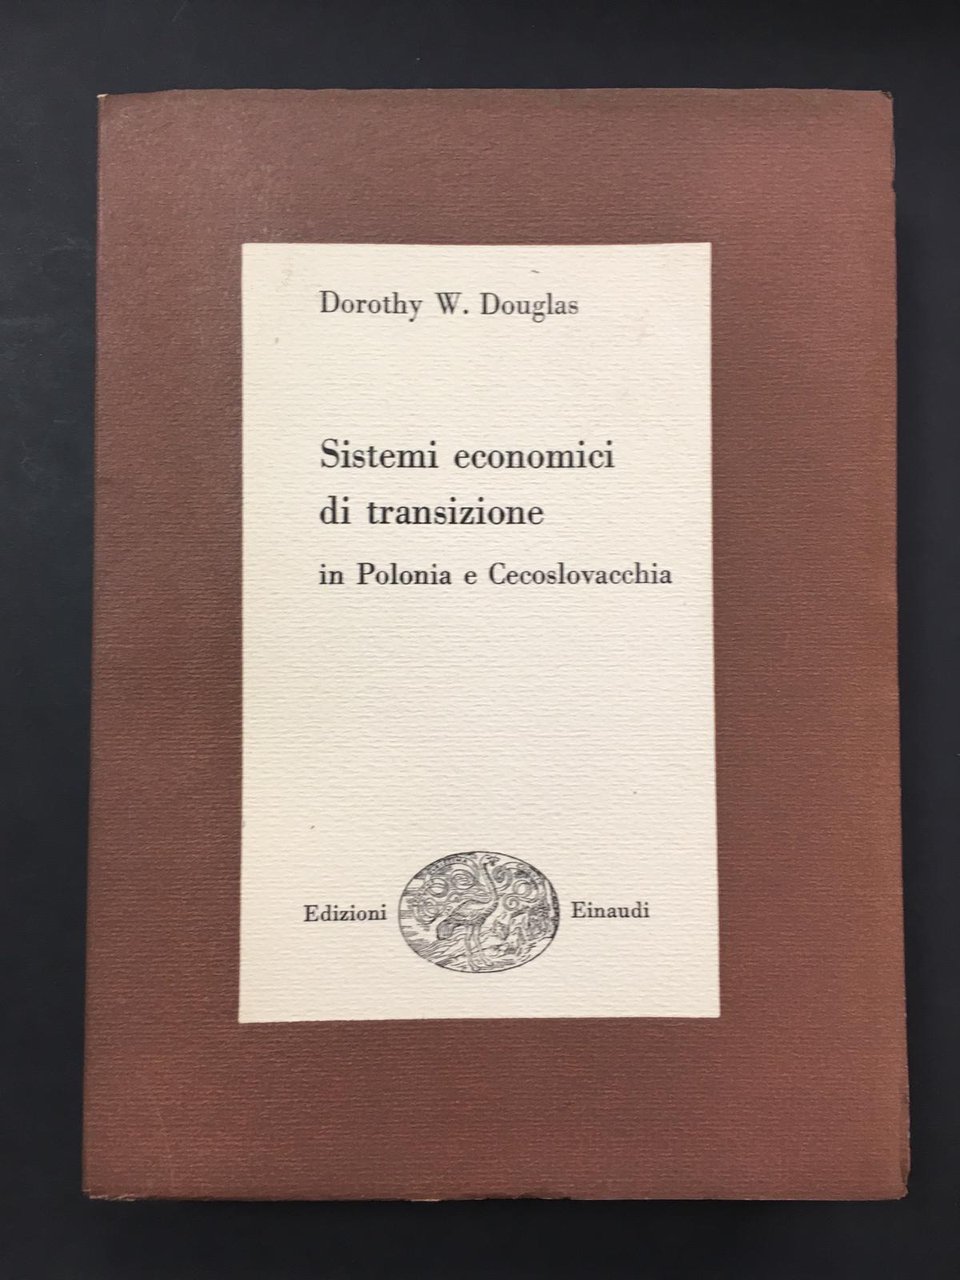 Dorothy W. Douglas
Sistemi economici
di transizione
in Polonia e Cecoslovacchia
Edizioni Einaudi